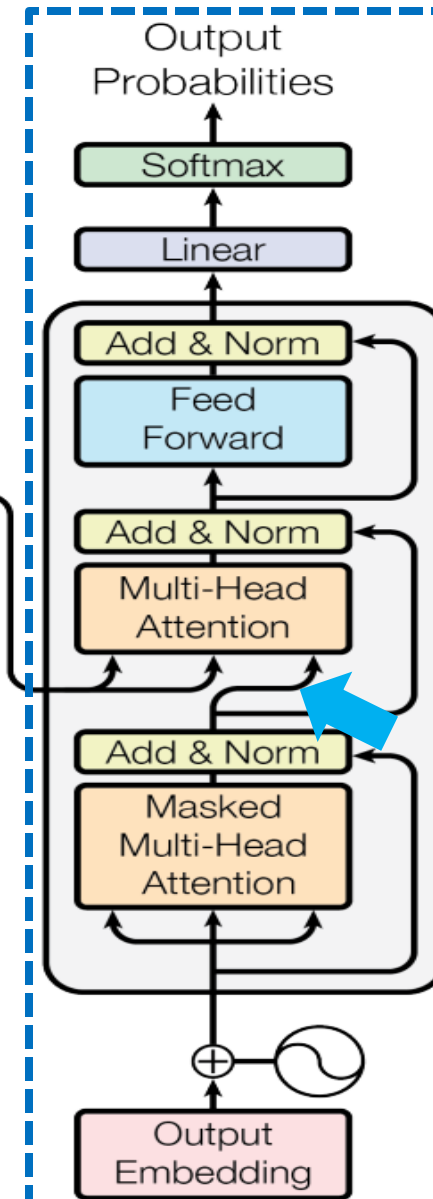 Output
Probabilities
Softmax
Linear
Add & Norm
Feed
Forward
Add & Norm
Multi-Head
Attention
Add & Norm
Masked
Multi-Head
Attention
Output
Embedding